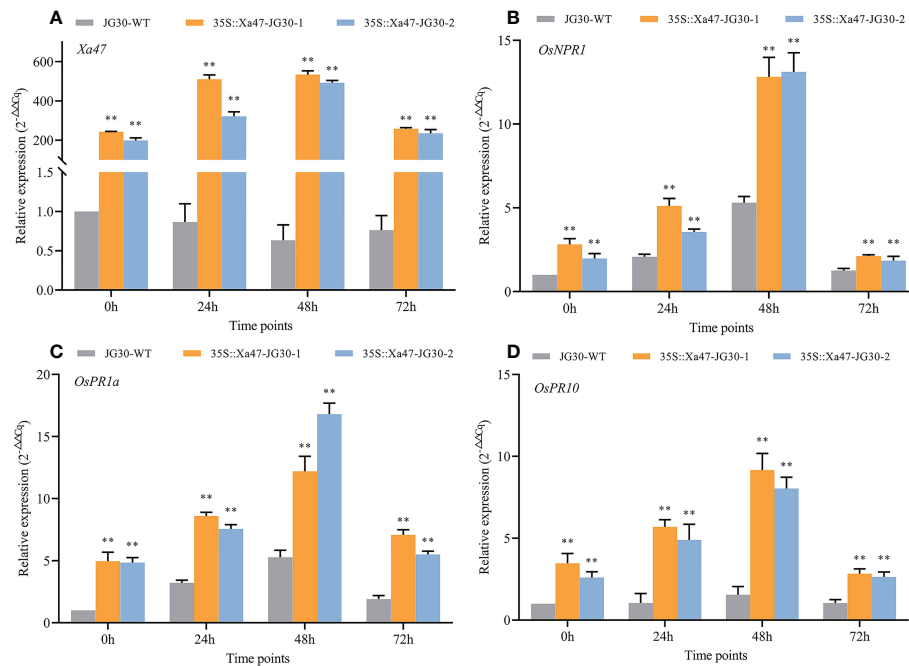 A
JG30-WT 35S::Xa47-JG30-1 35S::Xa47-JG30-2
Xa47
Relative expression (2-ΔΔCq)
600
400
200
1.5
1.0
0.5
0.0
** ** ** ** ** ** ** **
0h 24h 48h 72h
Time points
B
JG30-WT 35S::Xa47-JG30-1 35S::Xa47-JG30-2
OsNPR1
Relative expression (2-ΔΔCq)
15
10
5
0
** ** ** ** ** ** ** **
0h 24h 48h 72h
Time points
C
JG30-WT 35S::Xa47-JG30-1 35S::Xa47-JG30-2
OsPR1a
Relative expression (2-ΔΔCq)
20
15
10
5
0
** ** ** ** ** ** ** **
0h 24h 48h 72h
Time points
D
JG30-WT 35S::Xa47-JG30-1 35S::Xa47-JG30-2
OsPR10
Relative expression (2-ΔΔCq)
15
10
5
0
** ** ** ** ** ** ** **
0h 24h 48h 72h
Time points